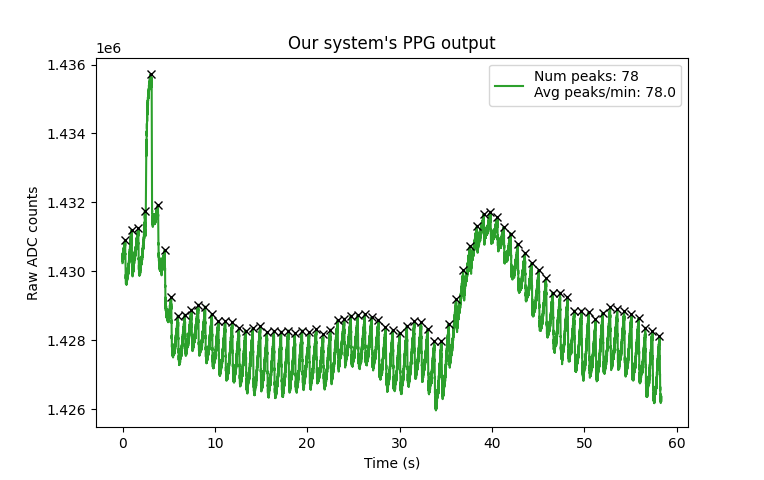 Our system's PPG output
1e6
Num peaks: 78
Avg peaks/min: 78.0
1.436
1.434
1.432
1.430
1.428
1.426
Raw ADC counts
0 10 20 30 40 50 60
Time (s)